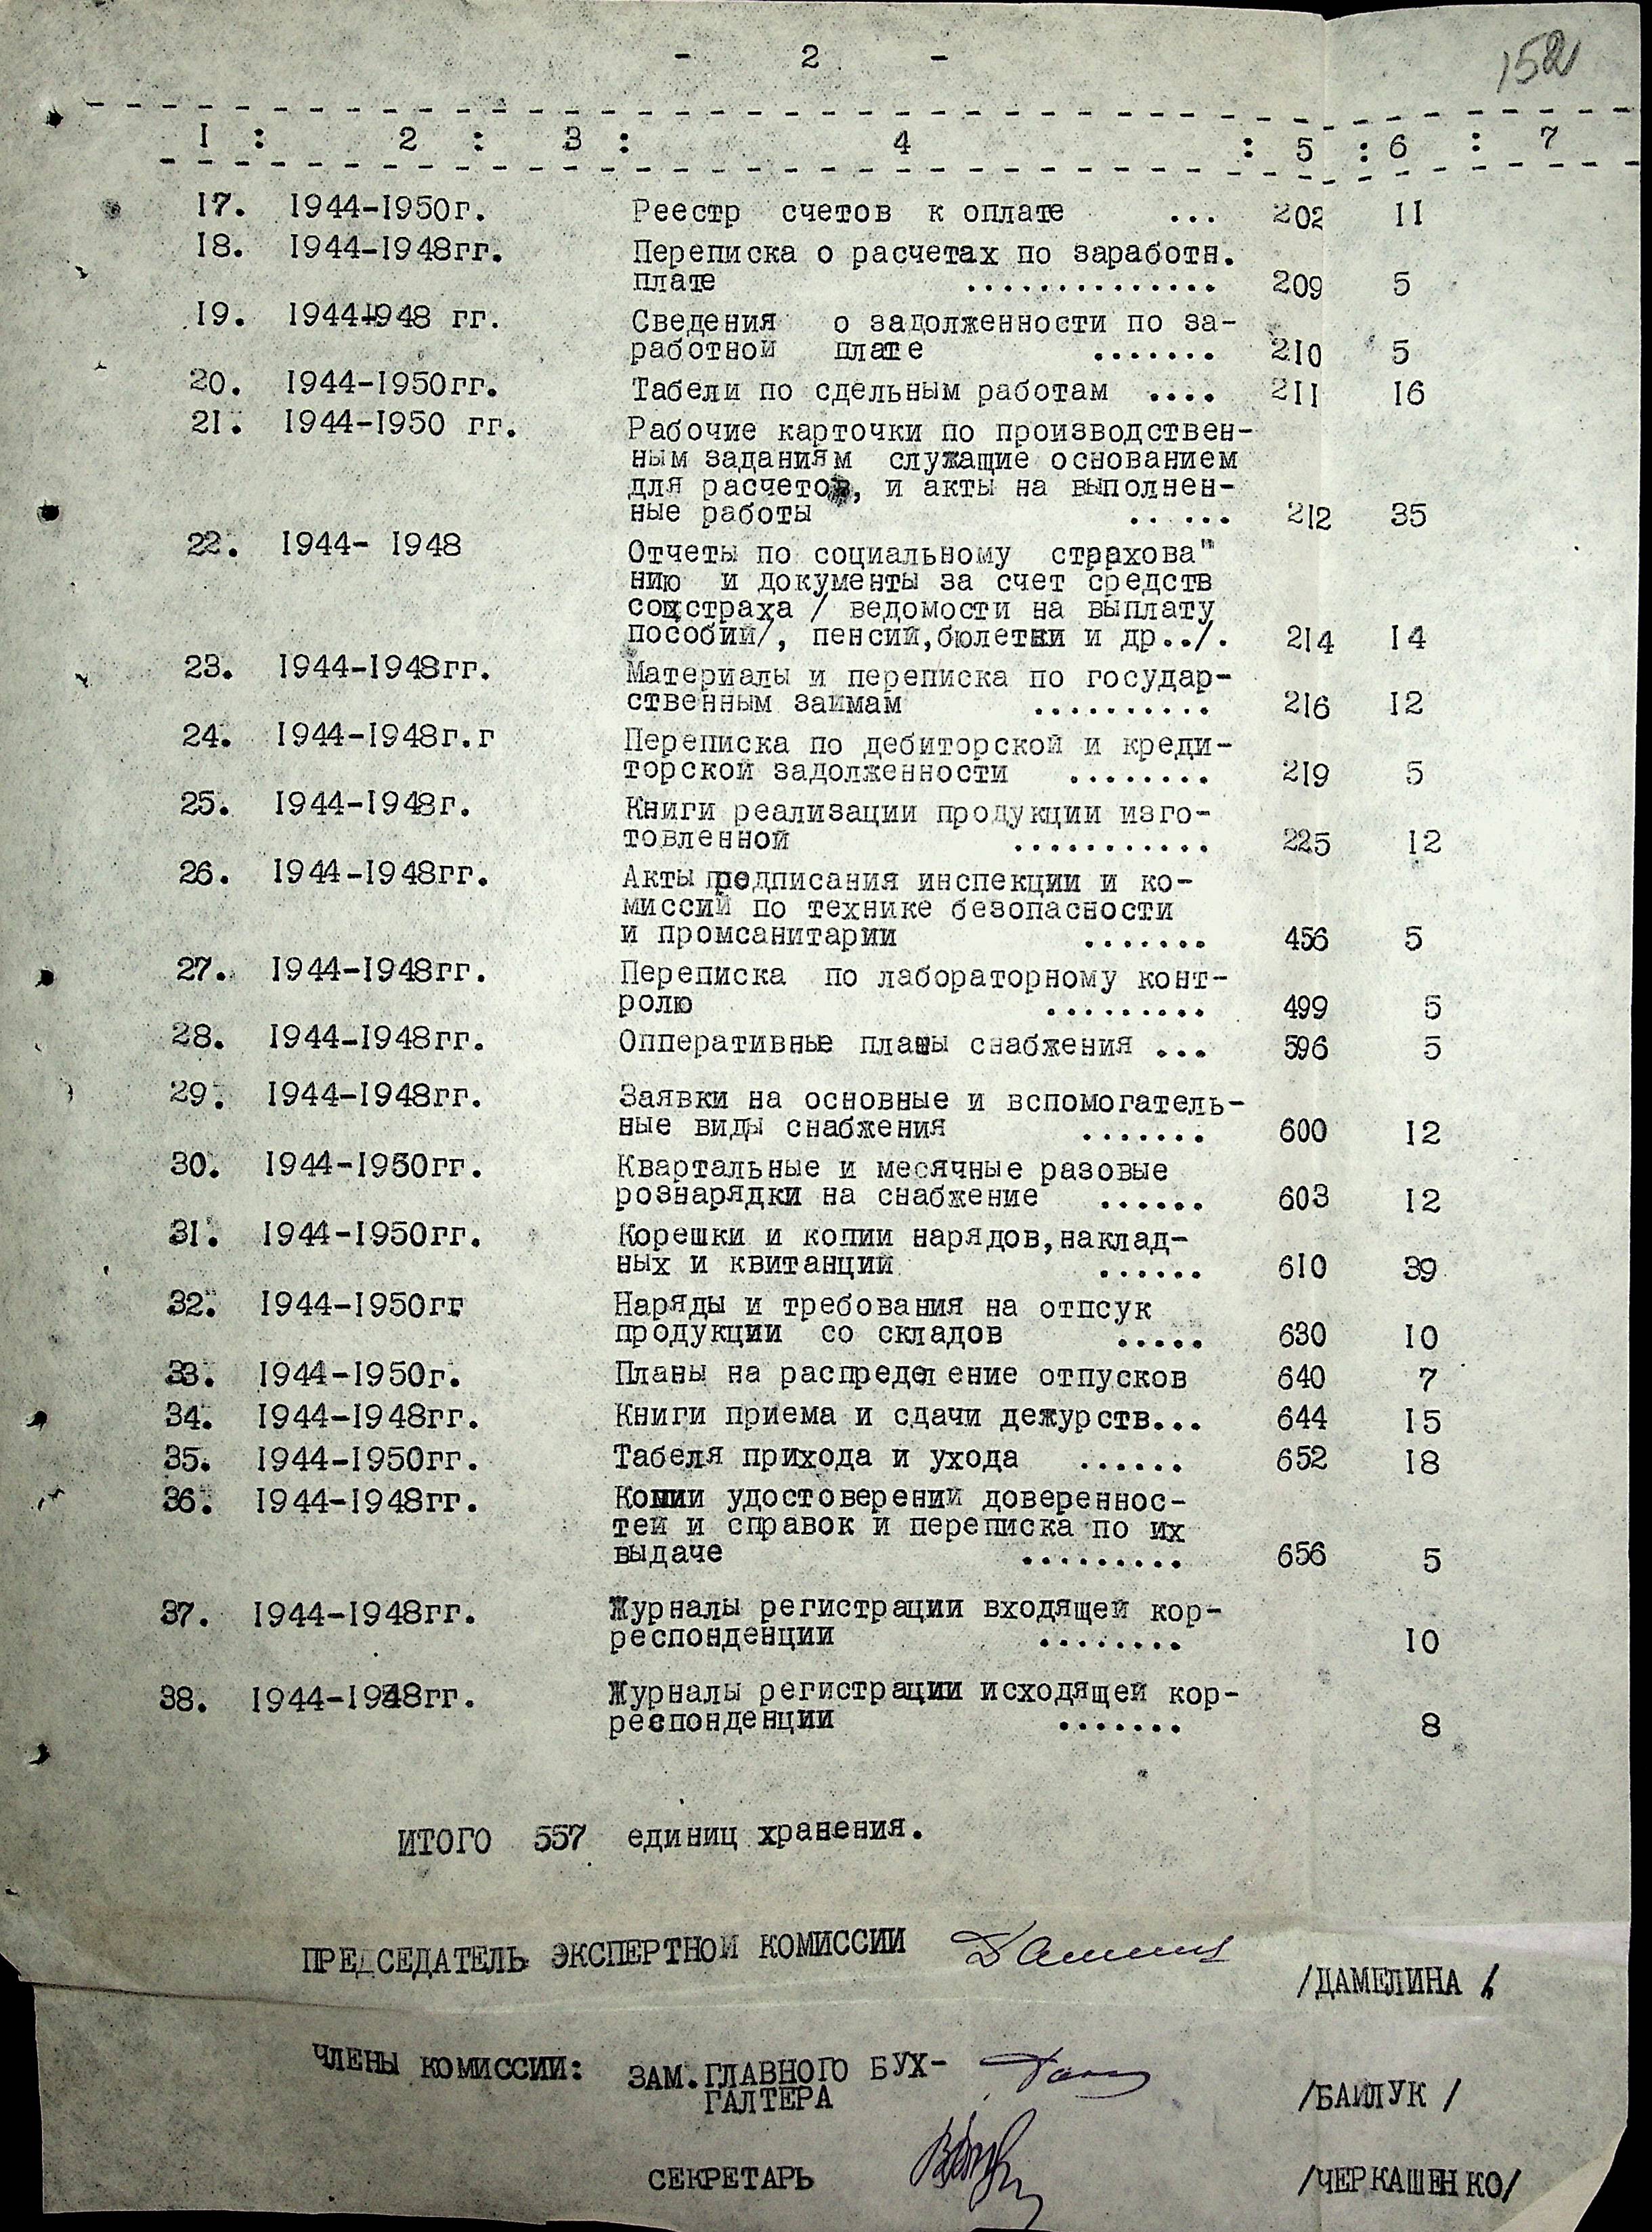 - 2 -
152
1 : 2 : 3 : 4 : 5 : 6 : 7
17. 1944-1950г. Реестр счетов к оплате ... 202 11
18. 1944-1948гг. Переписка о расчетах по заработн.
плате .............. 209 5
19. 1944-1948 гг. Сведения о задолженности по за-
работной плате ....... 210 5
20. 1944-1950гг. Табели по сдельным работам .... 211 16
21. 1944-1950 гг. Рабочие карточки по производствен-
ным заданиям служащие основанием
для расчетов, и акты на выполнен-
ные работы ...... 212 35
22. 1944- 1948 Отчеты по социальному страхова"
нию и документы за счет средств
соцстраха / ведомости на выплату
пособий/, пенсий,бюлетни и др../. 214 14
23. 1944-1948гг. Материалы и переписка по государ-
ственным займам .......... 216 12
24. 1944-1948г.г Переписка по дебиторской и креди-
торской задолженности ........ 219 5
25. 1944-1948г. Книги реализации продукции изго-
товленной ........... 225 12
26. 1944-1948гг. Акты предписания инспекции и ко-
миссий по технике безопасности
и промсанитарии ....... 456 5
27. 1944-1948гг. Переписка по лабораторному конт-
ролю ......... 499 5
28. 1944-1948гг. Опперативные планы снабжения ... 596 5
29. 1944-1948гг. Заявки на основные и вспомогатель-
ные виды снабжения ....... 600 12
30. 1944-1950гг. Квартальные и месячные разовые
рознарядки на снабжение ...... 603 12
31. 1944-1950гг. Корешки и копии нарядов,наклад-
ных и квитанций ...... 610 39
32. 1944-1950гг Наряды и требования на отпсук
продукции со складов ..... 630 10
33. 1944-1950г. Планы на распределение отпусков 640 7
34. 1944-1948гг. Книги приема и сдачи дежурств... 644 15
35. 1944-1950гг. Табеля прихода и ухода ...... 652 18
36. 1944-1948гг. Копии удостоверений довереннос-
тей и справок и переписка по их
выдаче ......... 656 5
37. 1944-1948гг. Журналы регистрации входящей кор-
респонденции ........ 10
38. 1944-1948гг. Журналы регистрации исходящей кор-
респонденции ....... 8
ИТОГО 557 единиц хранения.
ПРЕДСЕДАТЕЛЬ ЭКСПЕРТНОЙ КОМИССИИ /ДАМЕЛИНА /
ЧЛЕНЫ КОМИССИИ: ЗАМ.ГЛАВНОГО БУХ-
ГАЛТЕРА /БАЙЛУК /
СЕКРЕТАРЬ /ЧЕРКАШЕНКО/